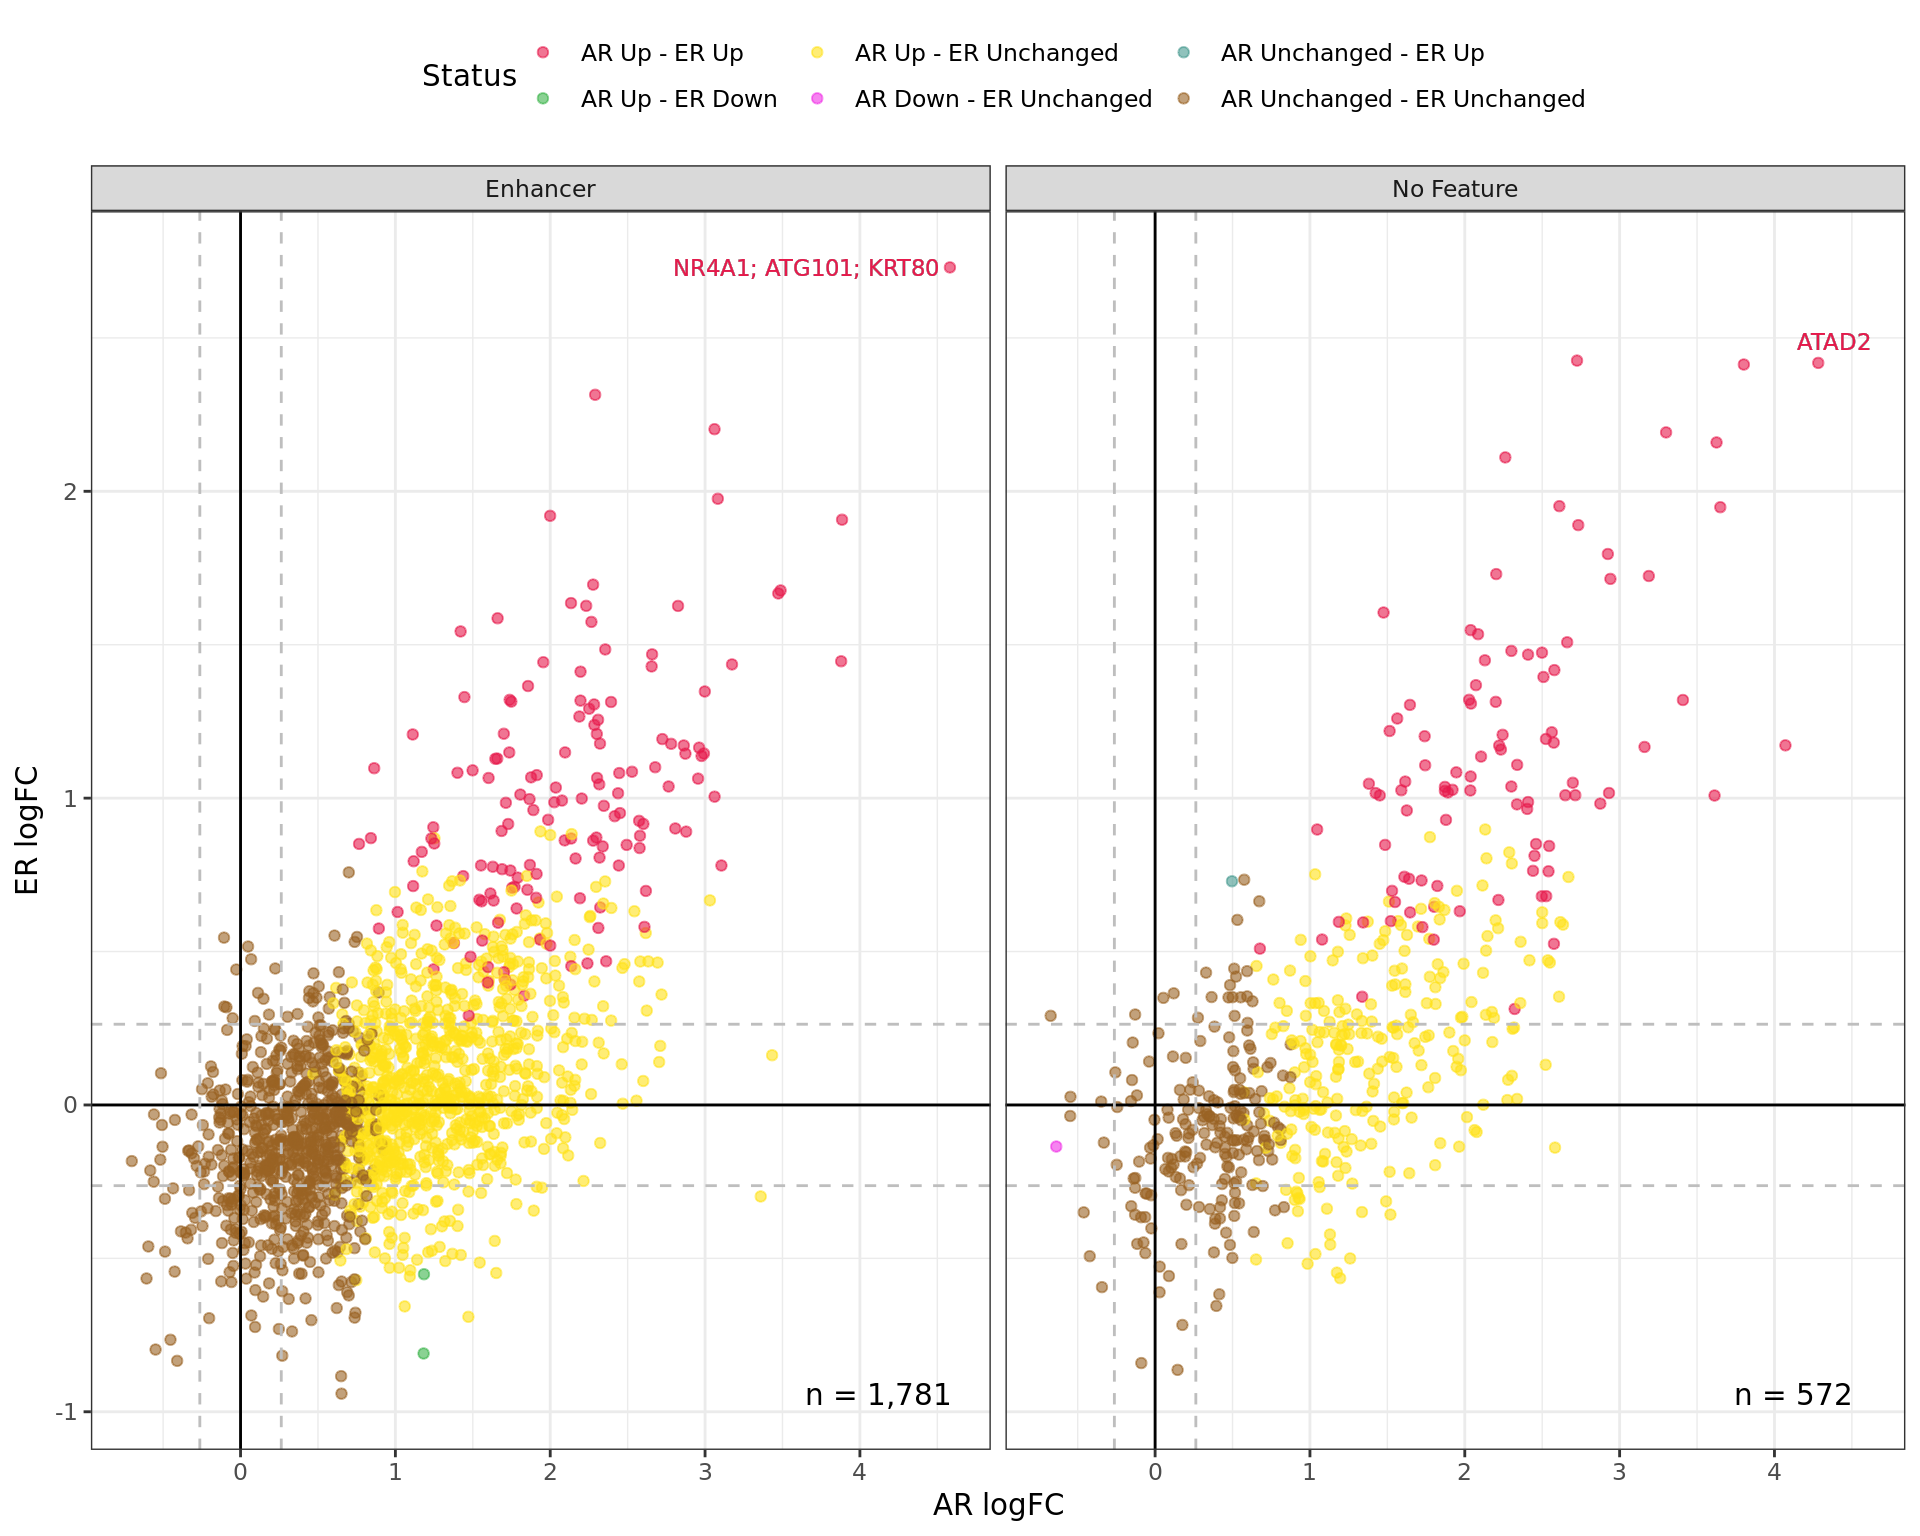 Status
AR Up - ER Up
AR Up - ER Unchanged
AR Unchanged - ER Up
AR Up - ER Down
AR Down - ER Unchanged
AR Unchanged - ER Unchanged
Enhancer
No Feature
NR4A1; ATG101; KRT80
ATAD2
ER logFC
2
1
0
-1
n = 1,781
n = 572
0 1 2 3 4
0 1 2 3 4
AR logFC